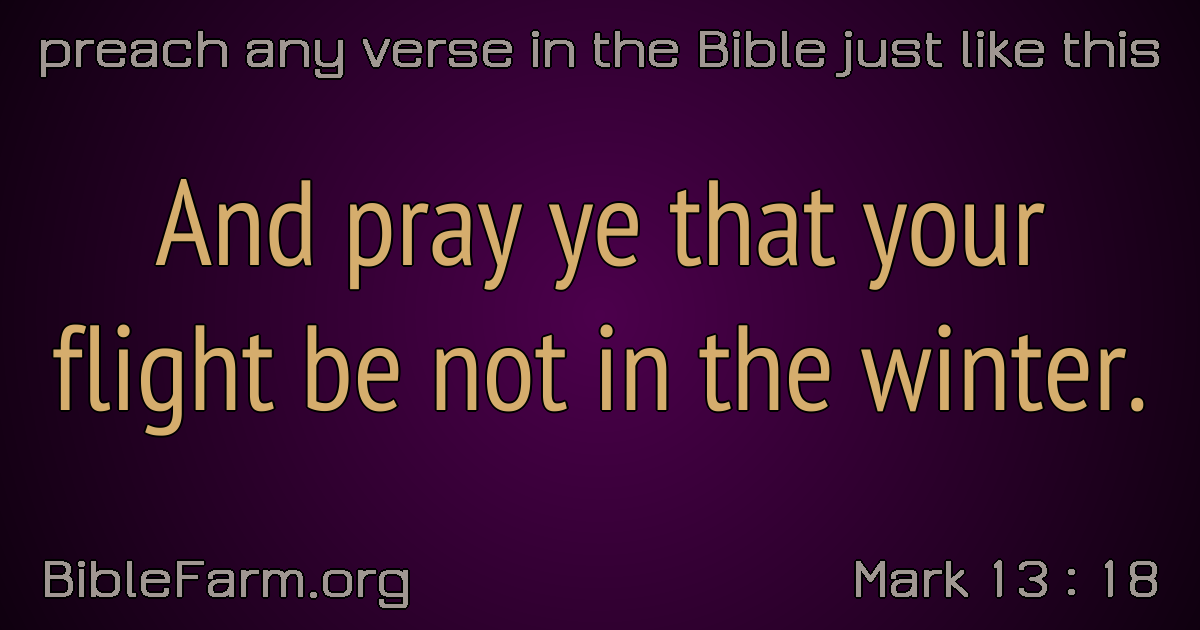 preach any verse in the Bible just like this
And pray ye that your
flight be not in the winter.
BibleFarm.org
Mark 13 : 18